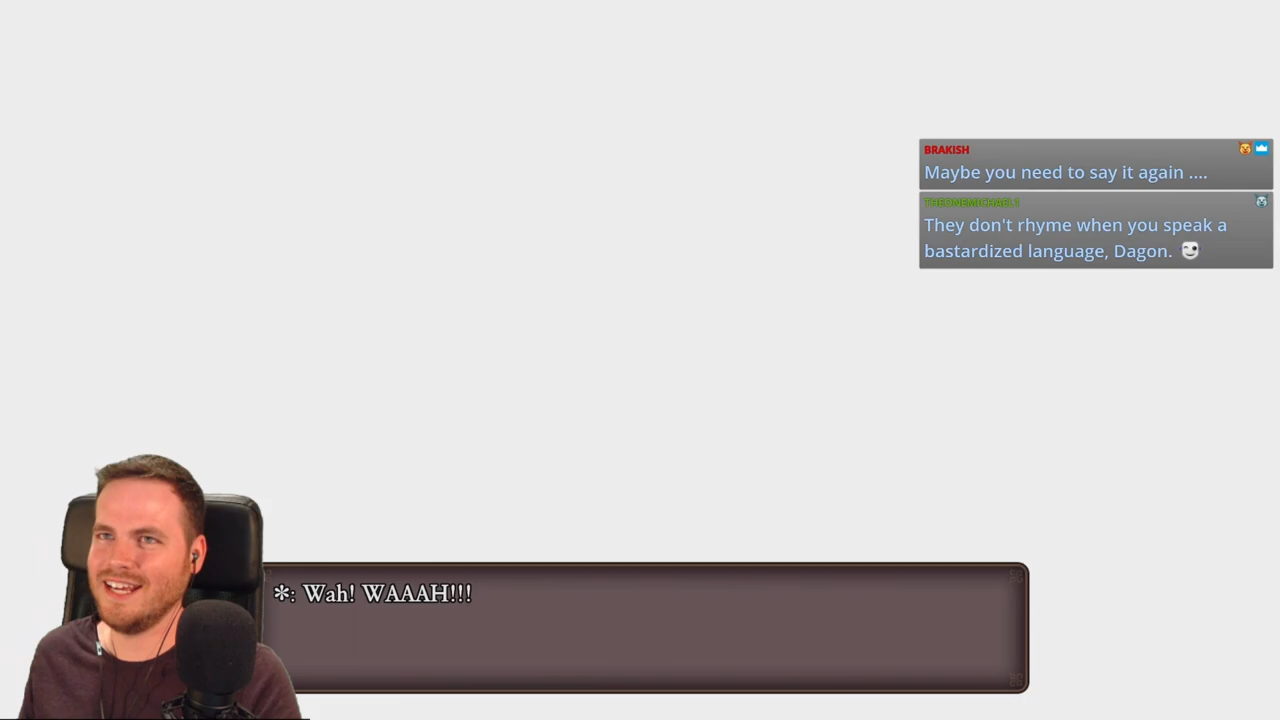 BRAKISH
Maybe you need to say it again ....
THEONEMICHAEL1
They don't rhyme when you speak a
bastardized language, Dagon.
*: Wah! WAAAH!!!